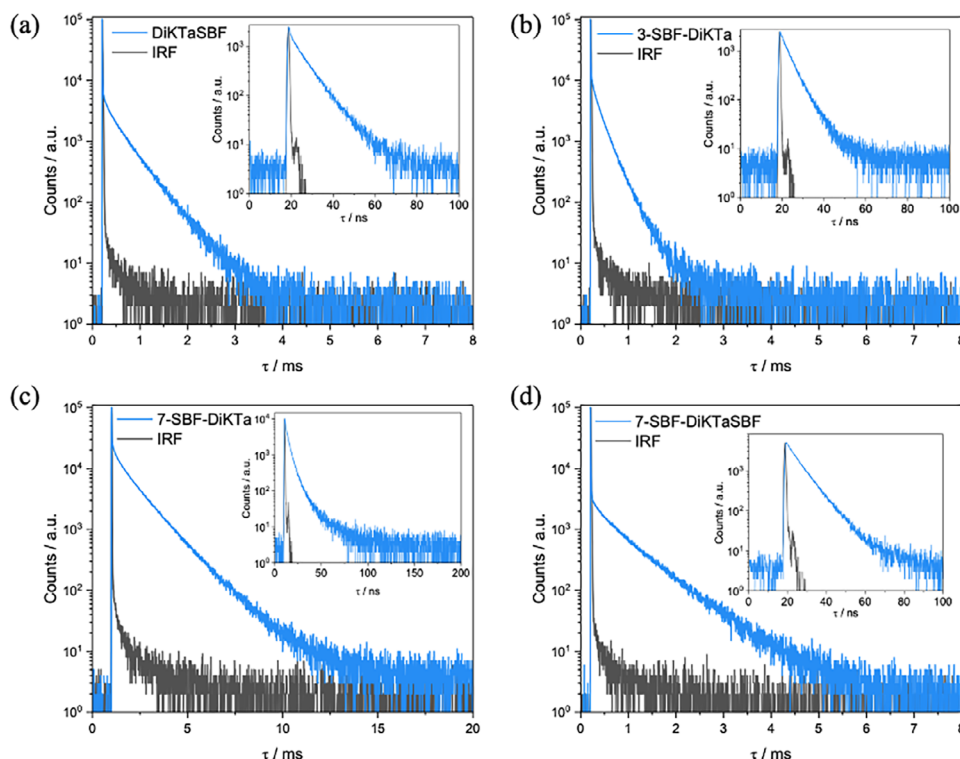 (a)
DiKTaSBF
IRF
Counts / a.u.
10^5
10^4
10^3
10^2
10^1
10^0
0 1 2 3 4 5 6 7 8
τ / ms
Counts / a.u.
10^3
10^2
10^1
10^0
0 20 40 60 80 100
τ / ns
(b)
3-SBF-DiKTa
IRF
Counts / a.u.
10^5
10^4
10^3
10^2
10^1
10^0
0 1 2 3 4 5 6 7 8
τ / ms
Counts / a.u.
10^3
10^2
10^1
10^0
0 20 40 60 80 100
τ / ns
(c)
7-SBF-DiKTa
IRF
Counts / a.u.
10^5
10^4
10^3
10^2
10^1
10^0
0 5 10 15 20
τ / ms
Counts / a.u.
10^4
10^3
10^2
10^1
10^0
0 50 100 150 200
τ / ns
(d)
7-SBF-DiKTaSBF
IRF
Counts / a.u.
10^5
10^4
10^3
10^2
10^1
10^0
0 1 2 3 4 5 6 7 8
τ / ms
Counts / a.u.
10^3
10^2
10^1
10^0
0 20 40 60 80 100
τ / ns